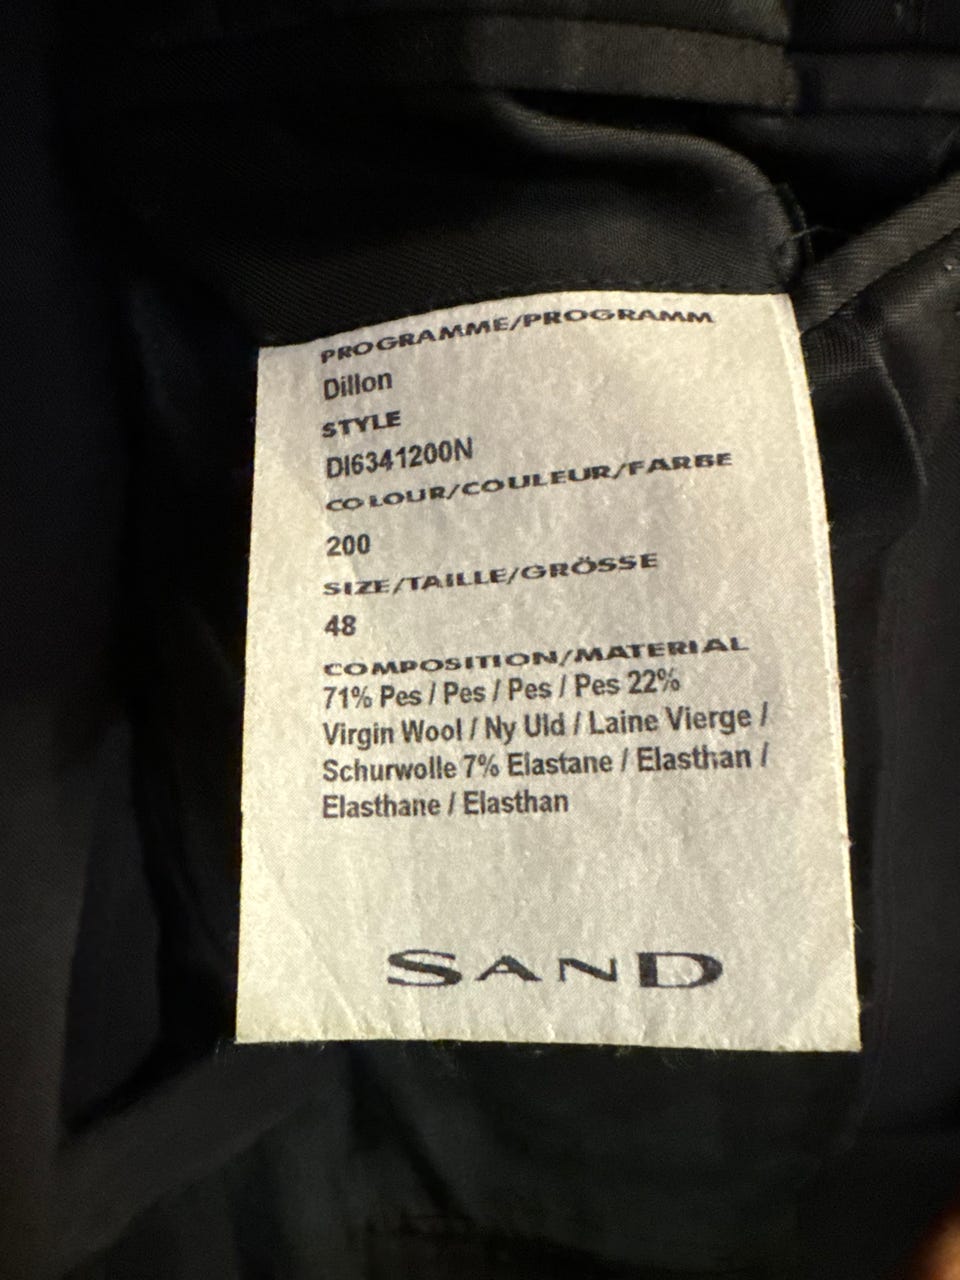 PROGRAMME/PROGRAMM
Dillon
STYLE
DI6341200N
COLOUR/COULEUR/FARBE
200
SIZE/TAILLE/GRÖSSE
48
COMPOSITION/MATERIAL
71% Pes / Pes / Pes / Pes 22%
Virgin Wool / Ny Uld / Laine Vierge /
Schurwolle 7% Elastane / Elasthan /
Elasthane / Elasthan
SAND